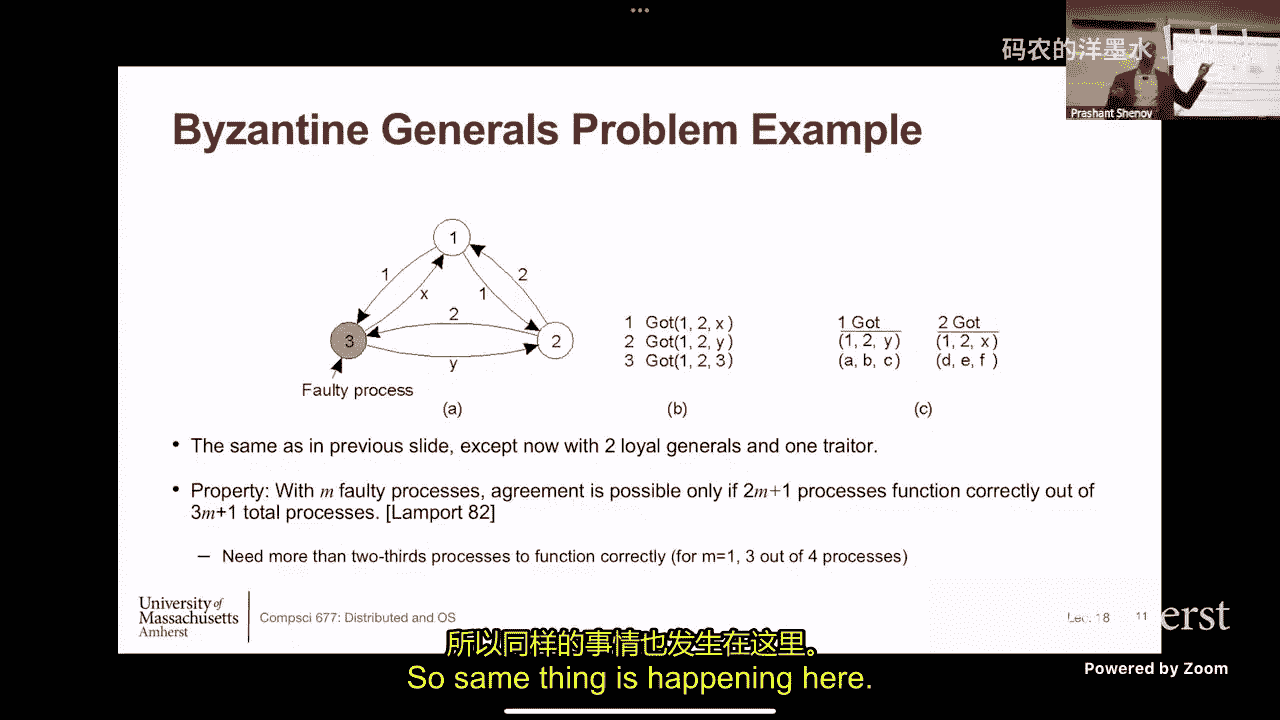 码农的洋墨水
Prashant Shenoy
Byzantine Generals Problem Example
1
1
x
1
2
2
3
2
y
Faulty process
(a)
1 Got(1, 2, x )
2 Got(1, 2, y )
3 Got(1, 2, 3 )
(b)
1 Got 2 Got
(1, 2, y ) (1, 2, x )
(a, b, c ) (d, e, f )
(c)
• The same as in previous slide, except now with 2 loyal generals and one traitor.
• Property: With m faulty processes, agreement is possible only if 2m+1 processes function correctly out of
3m+1 total processes. [Lamport 82]
– Need more than two-thirds processes to function correctly (for m=1, 3 out of 4 processes)
University of
Massachusetts
Amherst
Compsci 677: Distributed and OS
Lec. 18 11
erst
所以同样的事情也发生在这里。
So same thing is happening here.
Powered by Zoom